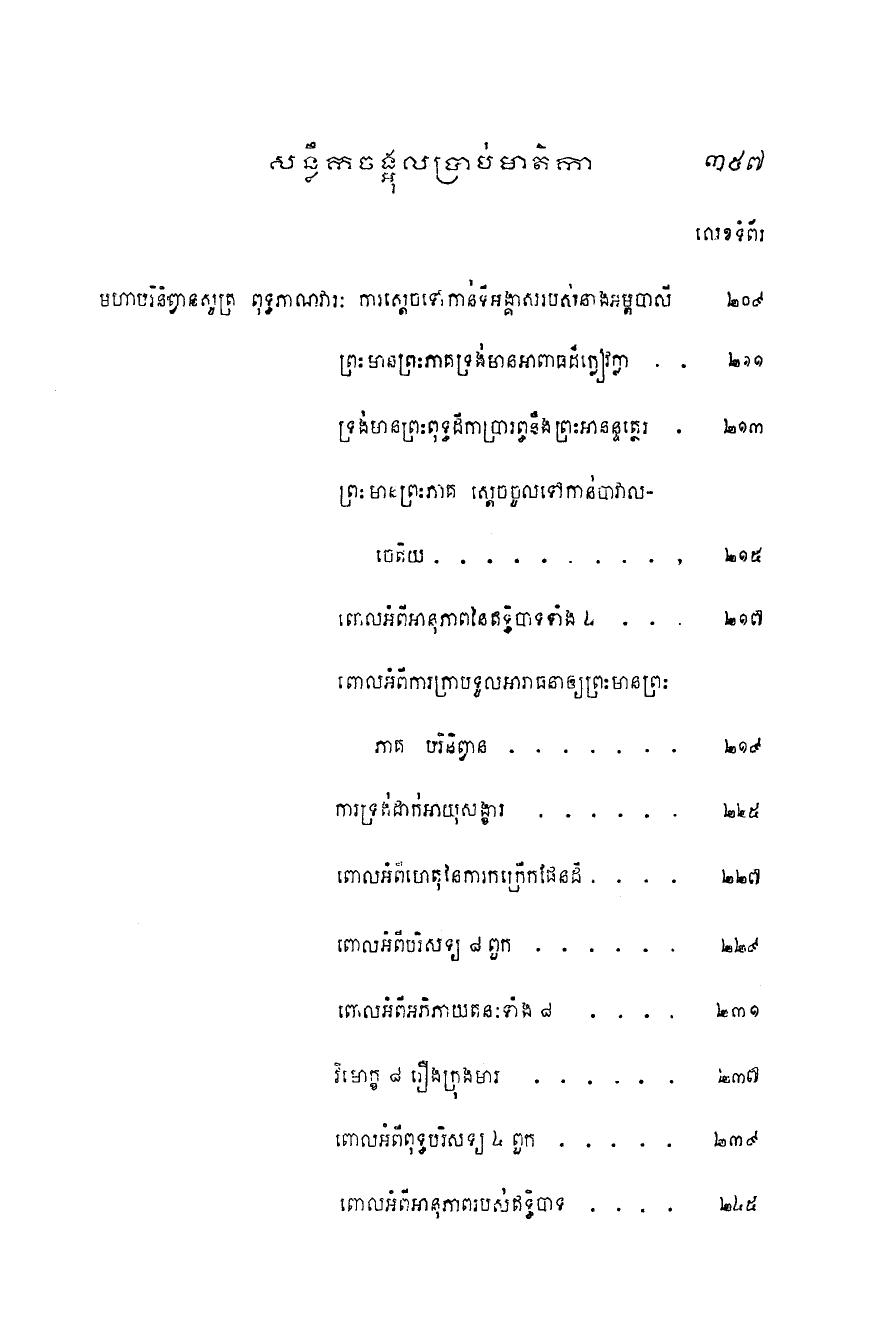 សន្លឹកចង្អុលប្រាប់មាតិកា ៣៥៧
លេខទំព័រ
មហាបរិនិព្វានសូត្រ ពុទ្ធភាណវារៈ ការស្តេចទៅកាន់ទីអង្គាសរបស់នាងអម្ពបាលី ២០៩
ព្រះមានព្រះភាគទ្រង់មានអាពាធដ៏ក្លៀវក្លា . . ២១១
ទ្រង់មានព្រះពុទ្ធដីកាប្រារព្ធនឹងព្រះអានន្ទត្ថេរ . ២១៣
ព្រះមានព្រះភាគ ស្តេចចូលទៅកាន់បាវាល-
ចេតិយ . . . . . . . . . . ២១៥
ពោលអំពីអានុភាពនៃឥទ្ធិបាទទាំង ៤ . . . ២១៧
ពោលអំពីការក្រាបទូលអារាធនាឲ្យព្រះមានព្រះ
ភាគ បរិនិព្វាន . . . . . . . ២១៩
ការទ្រង់ដាក់អាយុសង្ខារ . . . . . . ២២៥
ពោលអំពីហេតុនៃការកក្រើកផែនដី . . . . ២២៧
ពោលអំពីបរិសទ្យ ៨ ពួក . . . . . . ២២៩
ពោលអំពីអភិភាយតនៈទាំង ៨ . . . . ២៣១
វិមោក្ខ ៨ រឿងក្រុងមារ . . . . . . ២៣៧
ពោលអំពីពុទ្ធបរិសទ្យ ៤ ពួក . . . . . ២៣៩
ពោលអំពីអានុភាពរបស់ឥទ្ធិបាទ . . . . ២៤៥